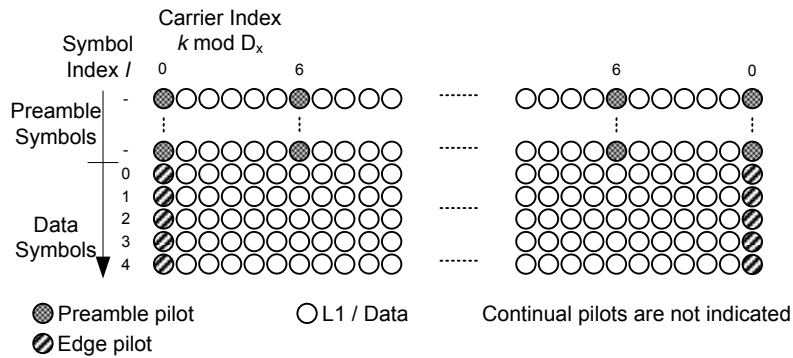 Carrier Index
k mod Dx
Symbol
Index l
0 6 6 0
-
Preamble
Symbols
-
0
1
2
3
4
Data
Symbols
Preamble pilot
L1 / Data
Continual pilots are not indicated
Edge pilot